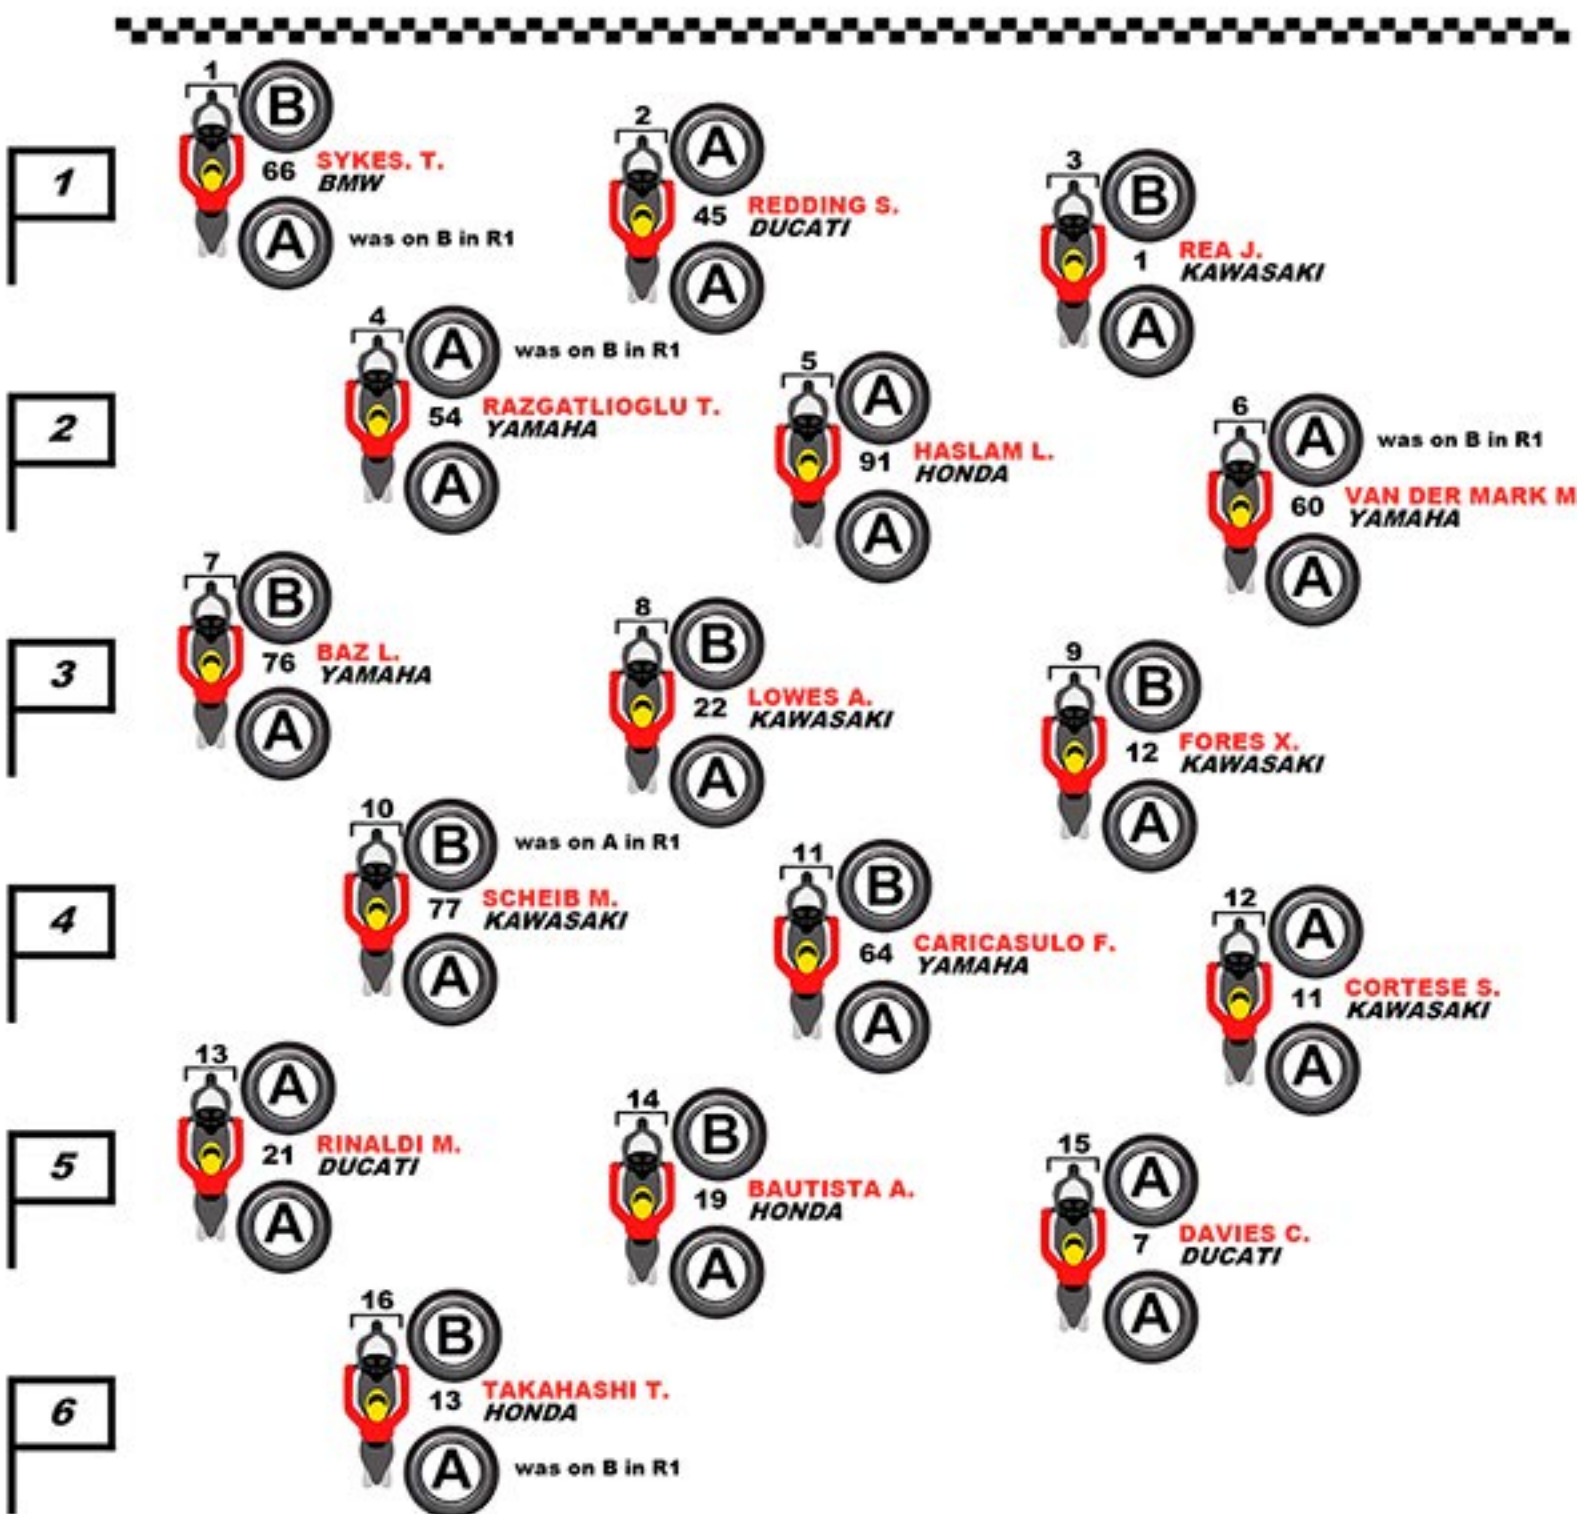 1
B
66 SYKES. T.
BMW
A was on B in R1
2
A
45 REDDING S.
DUCATI
A
3
B
1 REA J.
KAWASAKI
A
1
4
A was on B in R1
54 RAZGATLIOGLU T.
YAMAHA
A
5
A
91 HASLAM L.
HONDA
A
6
A was on B in R1
60 VAN DER MARK M
YAMAHA
A
2
7
B
76 BAZ L.
YAMAHA
A
8
B
22 LOWES A.
KAWASAKI
A
9
B
12 FORES X.
KAWASAKI
A
3
10
B was on A in R1
77 SCHEIB M.
KAWASAKI
A
11
B
64 CARICASULO F.
YAMAHA
A
12
A
11 CORTESE S.
KAWASAKI
A
4
13
A
21 RINALDI M.
DUCATI
A
14
B
19 BAUTISTA A.
HONDA
A
15
A
7 DAVIES C.
DUCATI
A
5
16
B
13 TAKAHASHI T.
HONDA
A was on B in R1
6